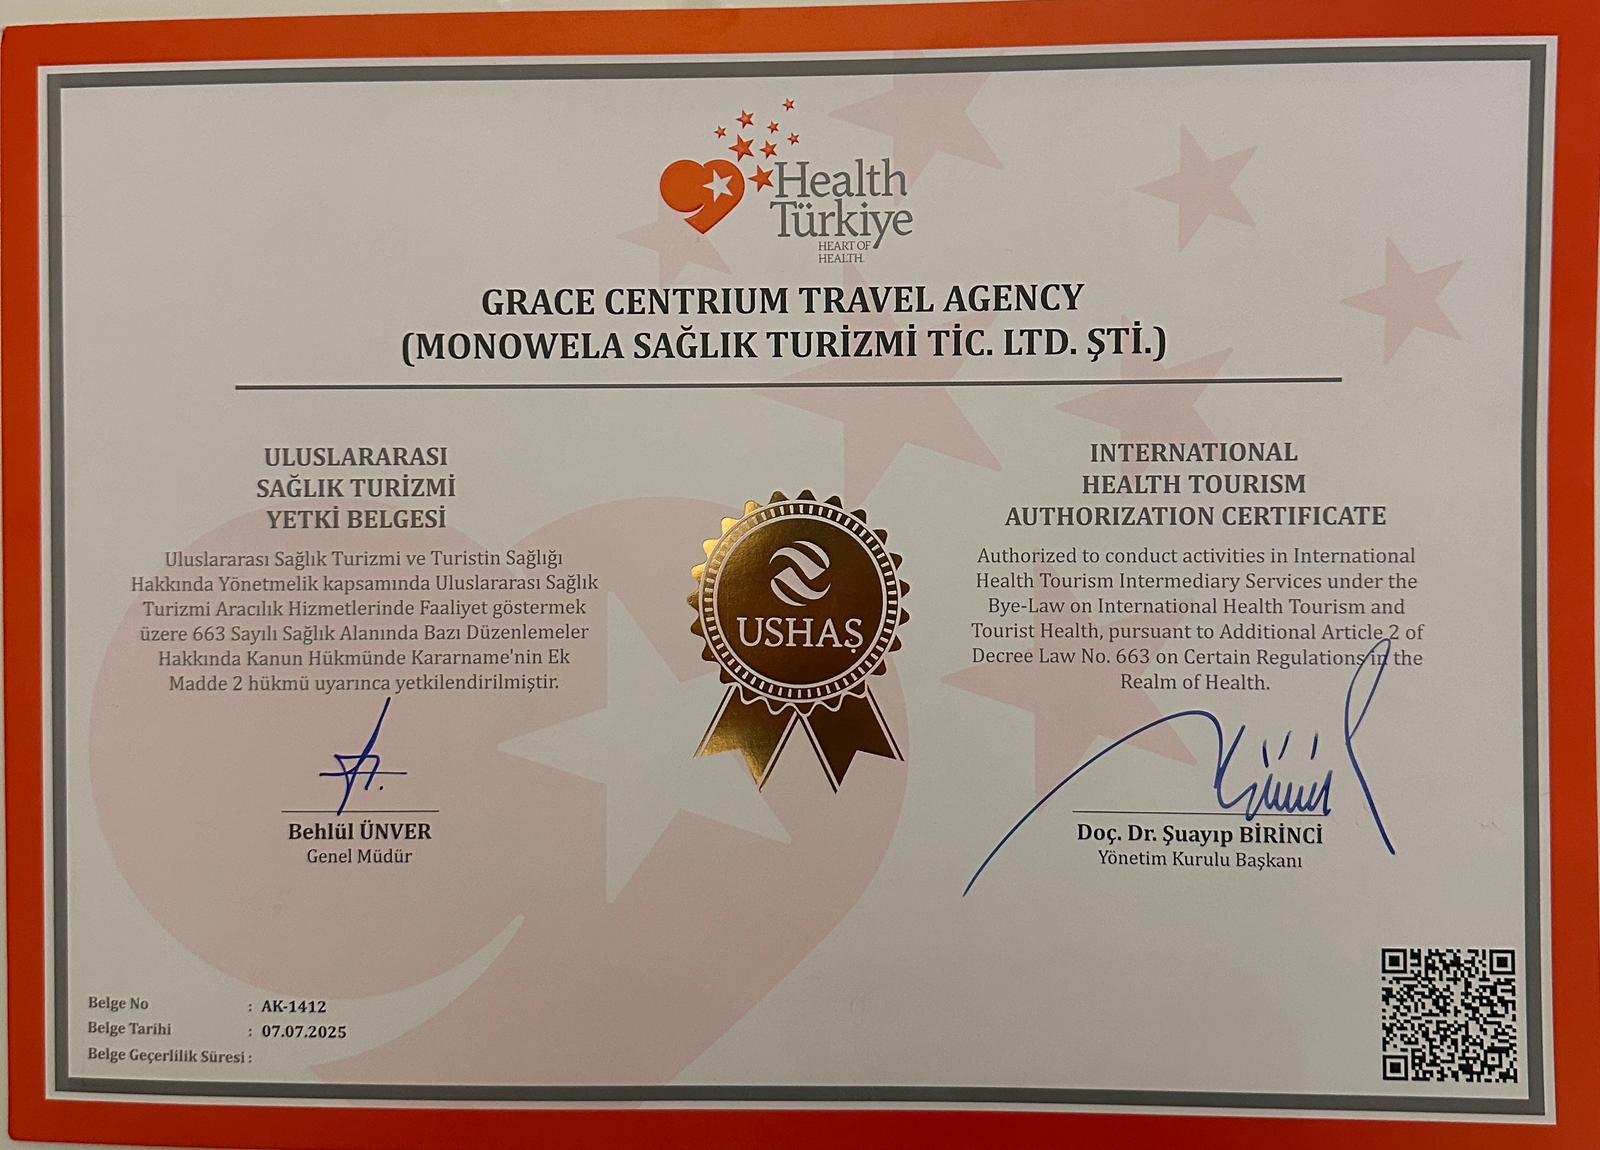 Health
Türkiye
HEART OF
HEALTH.
GRACE CENTRIUM TRAVEL AGENCY
(MONOWELA SAĞLIK TURİZMİ TİC. LTD. ŞTİ.)
ULUSLARARASI
SAĞLIK TURİZMİ
YETKİ BELGESİ
Uluslararası Sağlık Turizmi ve Turistin Sağlığı
Hakkında Yönetmelik kapsamında Uluslararası Sağlık
Turizmi Aracılık Hizmetlerinde Faaliyet göstermek
üzere 663 Sayılı Sağlık Alanında Bazı Düzenlemeler
Hakkında Kanun Hükmünde Kararname'nin Ek
Madde 2 hükmü uyarınca yetkilendirilmiştir.
Behlül ÜNVER
Genel Müdür
USHAŞ
INTERNATIONAL
HEALTH TOURISM
AUTHORIZATION CERTIFICATE
Authorized to conduct activities in International
Health Tourism Intermediary Services under the
Bye-Law on International Health Tourism and
Tourist Health, pursuant to Additional Article 2 of
Decree Law No. 663 on Certain Regulations in the
Realm of Health.
Doç. Dr. Şuayıp BİRİNCİ
Yönetim Kurulu Başkanı
Belge No : AK-1412
Belge Tarihi : 07.07.2025
Belge Geçerlilik Süresi :